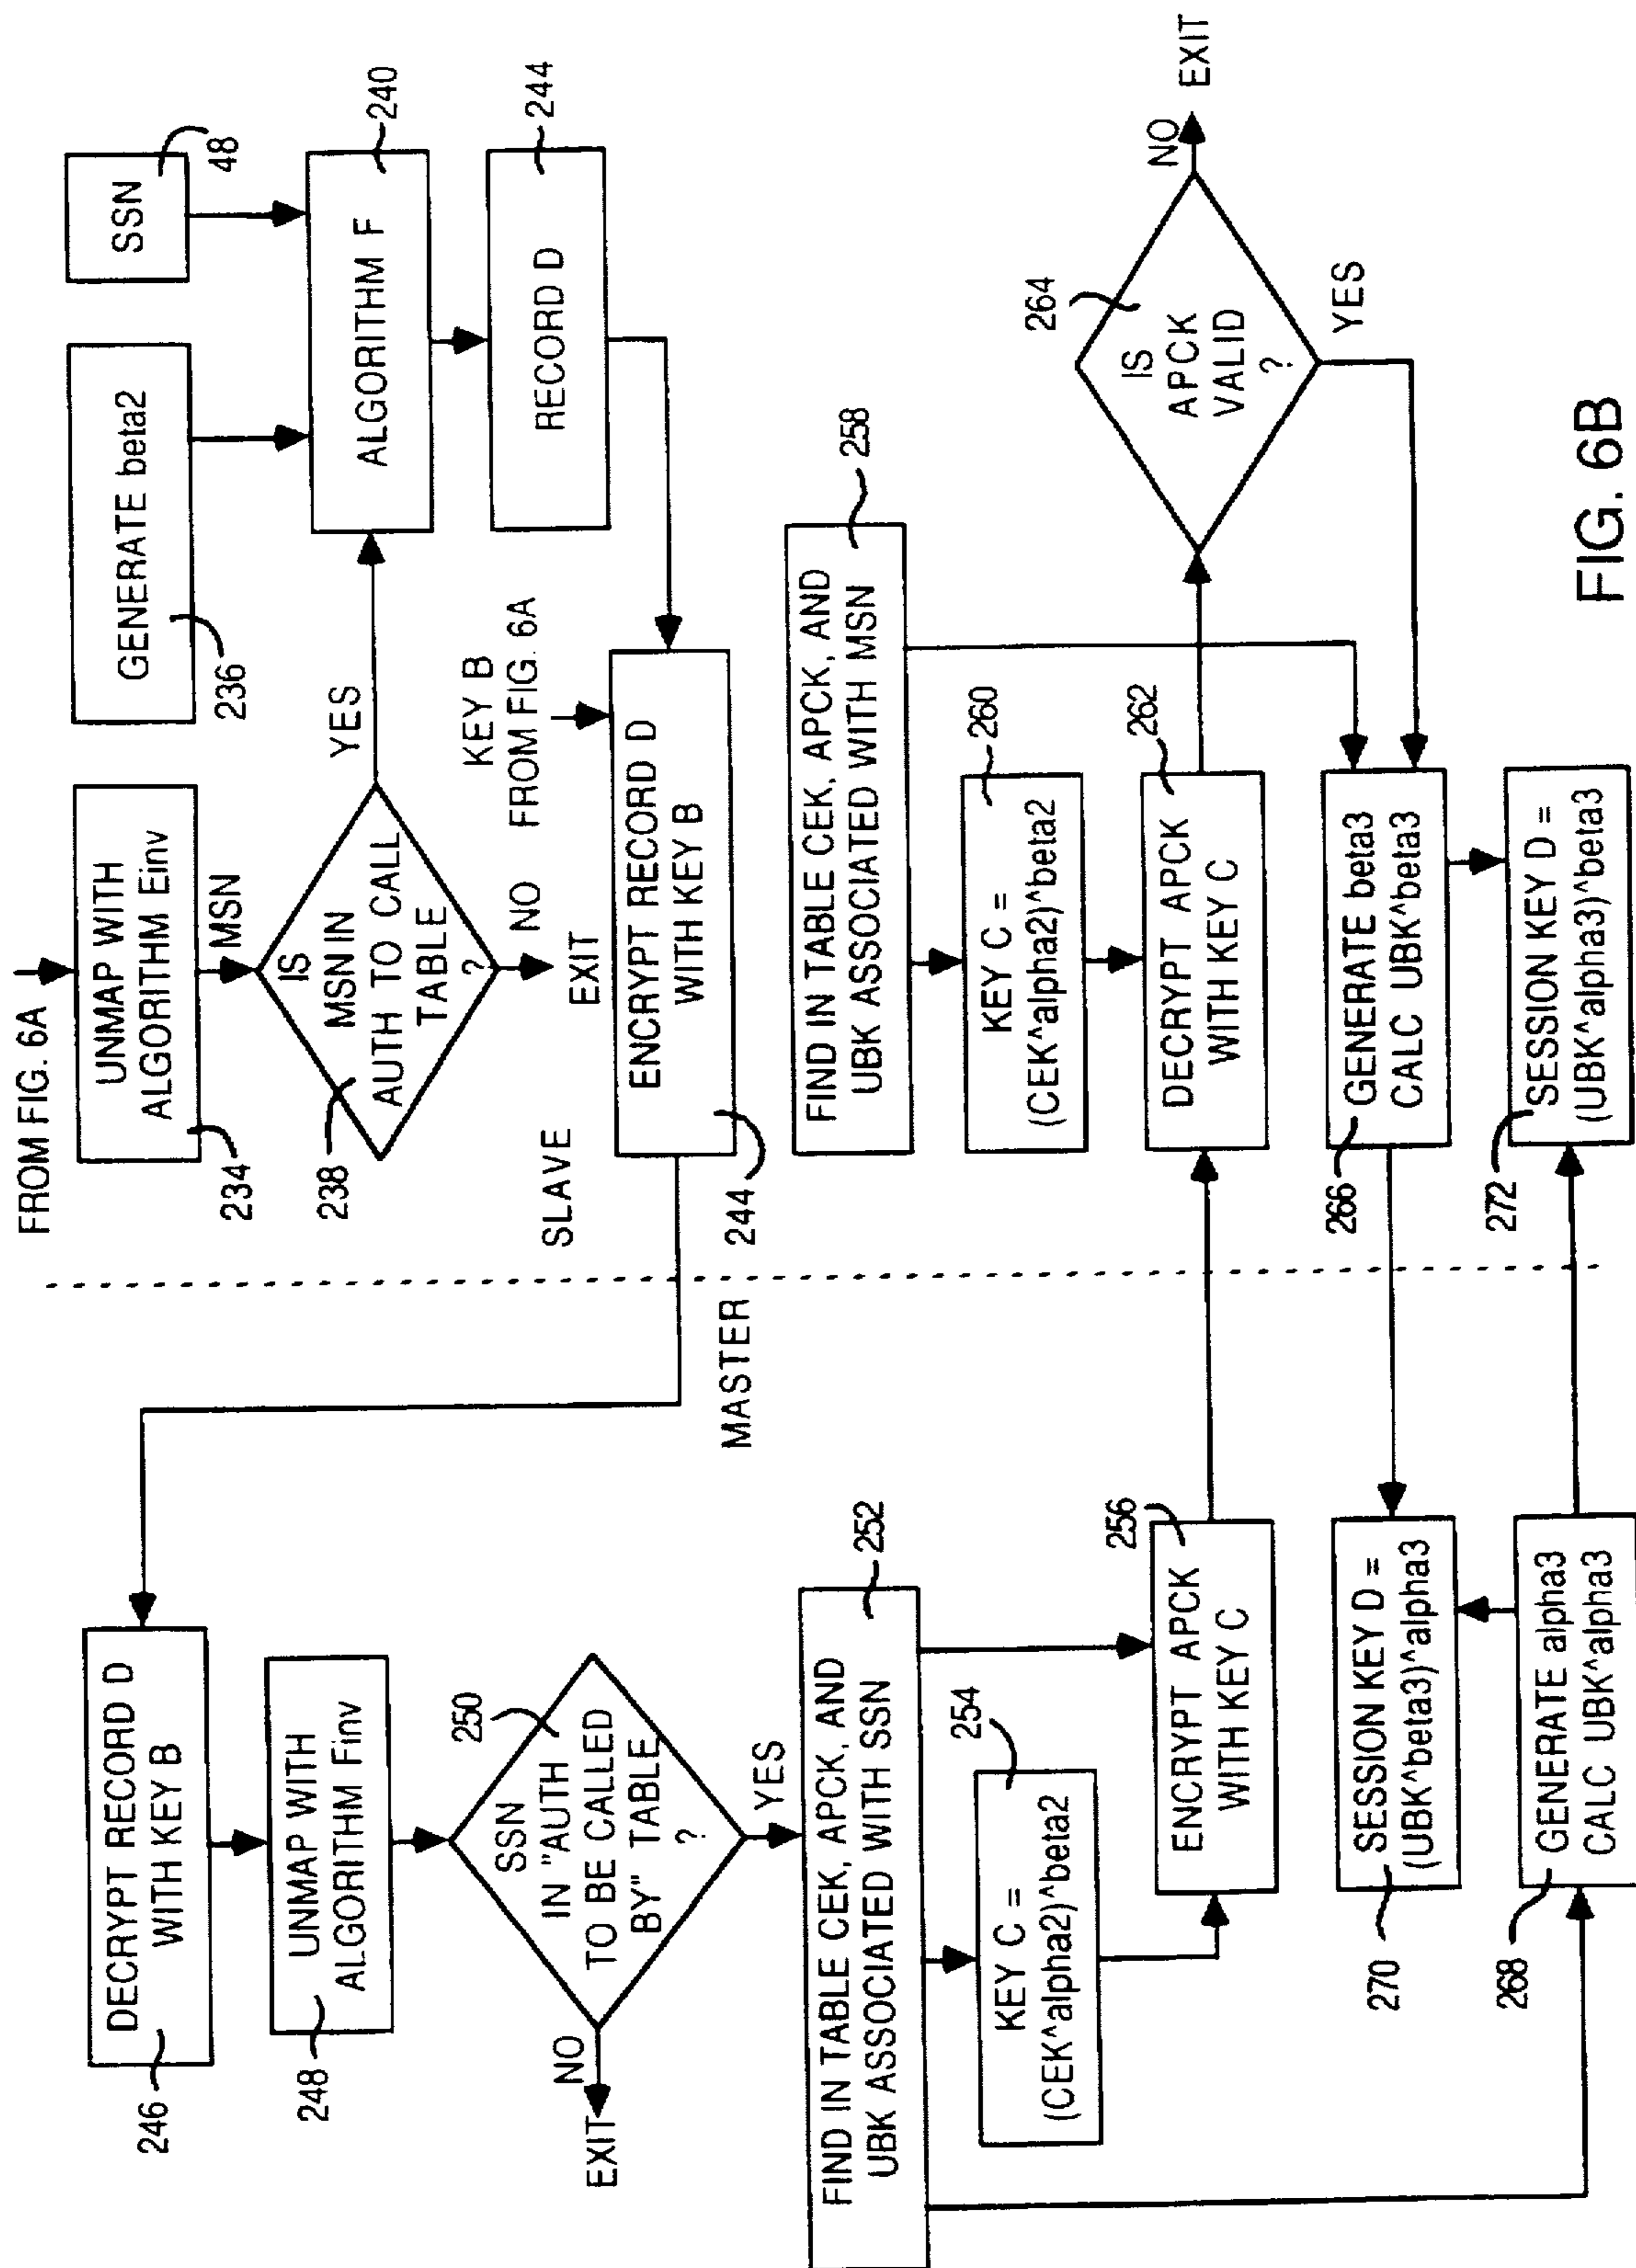 FROM FIG. 6A
UNMAP WITH
ALGORITHM Einv
234
MSN
IS
MSN IN
AUTH TO CALL
TABLE
?
238
YES
NO
EXIT
GENERATE beta2
236
SSN
48
ALGORITHM F
240
RECORD D
244
KEY B
FROM FIG. 6A
ENCRYPT RECORD D
WITH KEY B
244
SLAVE
MASTER
DECRYPT RECORD D
WITH KEY B
246
UNMAP WITH
ALGORITHM Finv
248
SSN
IN "AUTH
TO BE CALLED
BY" TABLE
?
250
NO
EXIT
YES
FIND IN TABLE CEK, APCK, AND
UBK ASSOCIATED WITH SSN
252
KEY C =
(CEK^alpha2)^beta2
254
ENCRYPT APCK
WITH KEY C
256
FIND IN TABLE CEK, APCK, AND
UBK ASSOCIATED WITH MSN
258
KEY C =
(CEK^alpha2)^beta2
260
DECRYPT APCK
WITH KEY C
262
IS
APCK
VALID
?
264
NO
EXIT
YES
GENERATE beta3
CALC UBK^beta3
266
SESSION KEY D =
(UBK^beta3)^alpha3
270
GENERATE alpha3
CALC UBK^alpha3
268
SESSION KEY D =
(UBK^alpha3)^beta3
272
FIG. 6B